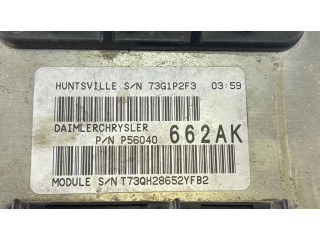 HUNTSVILLE S/N 73G1P2F3 03:59
DAIMLERCHRYSLER
P/N P56040 662AK
MODULE S/N T73QH28652YFB2